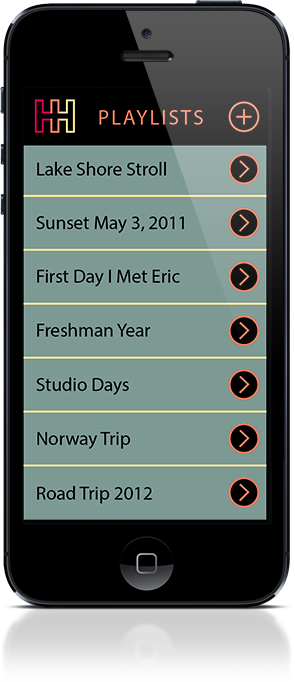 HH PLAYLISTS
Lake Shore Stroll
Sunset May 3, 2011
First Day I Met Eric
Freshman Year
Studio Days
Norway Trip
Road Trip 2012